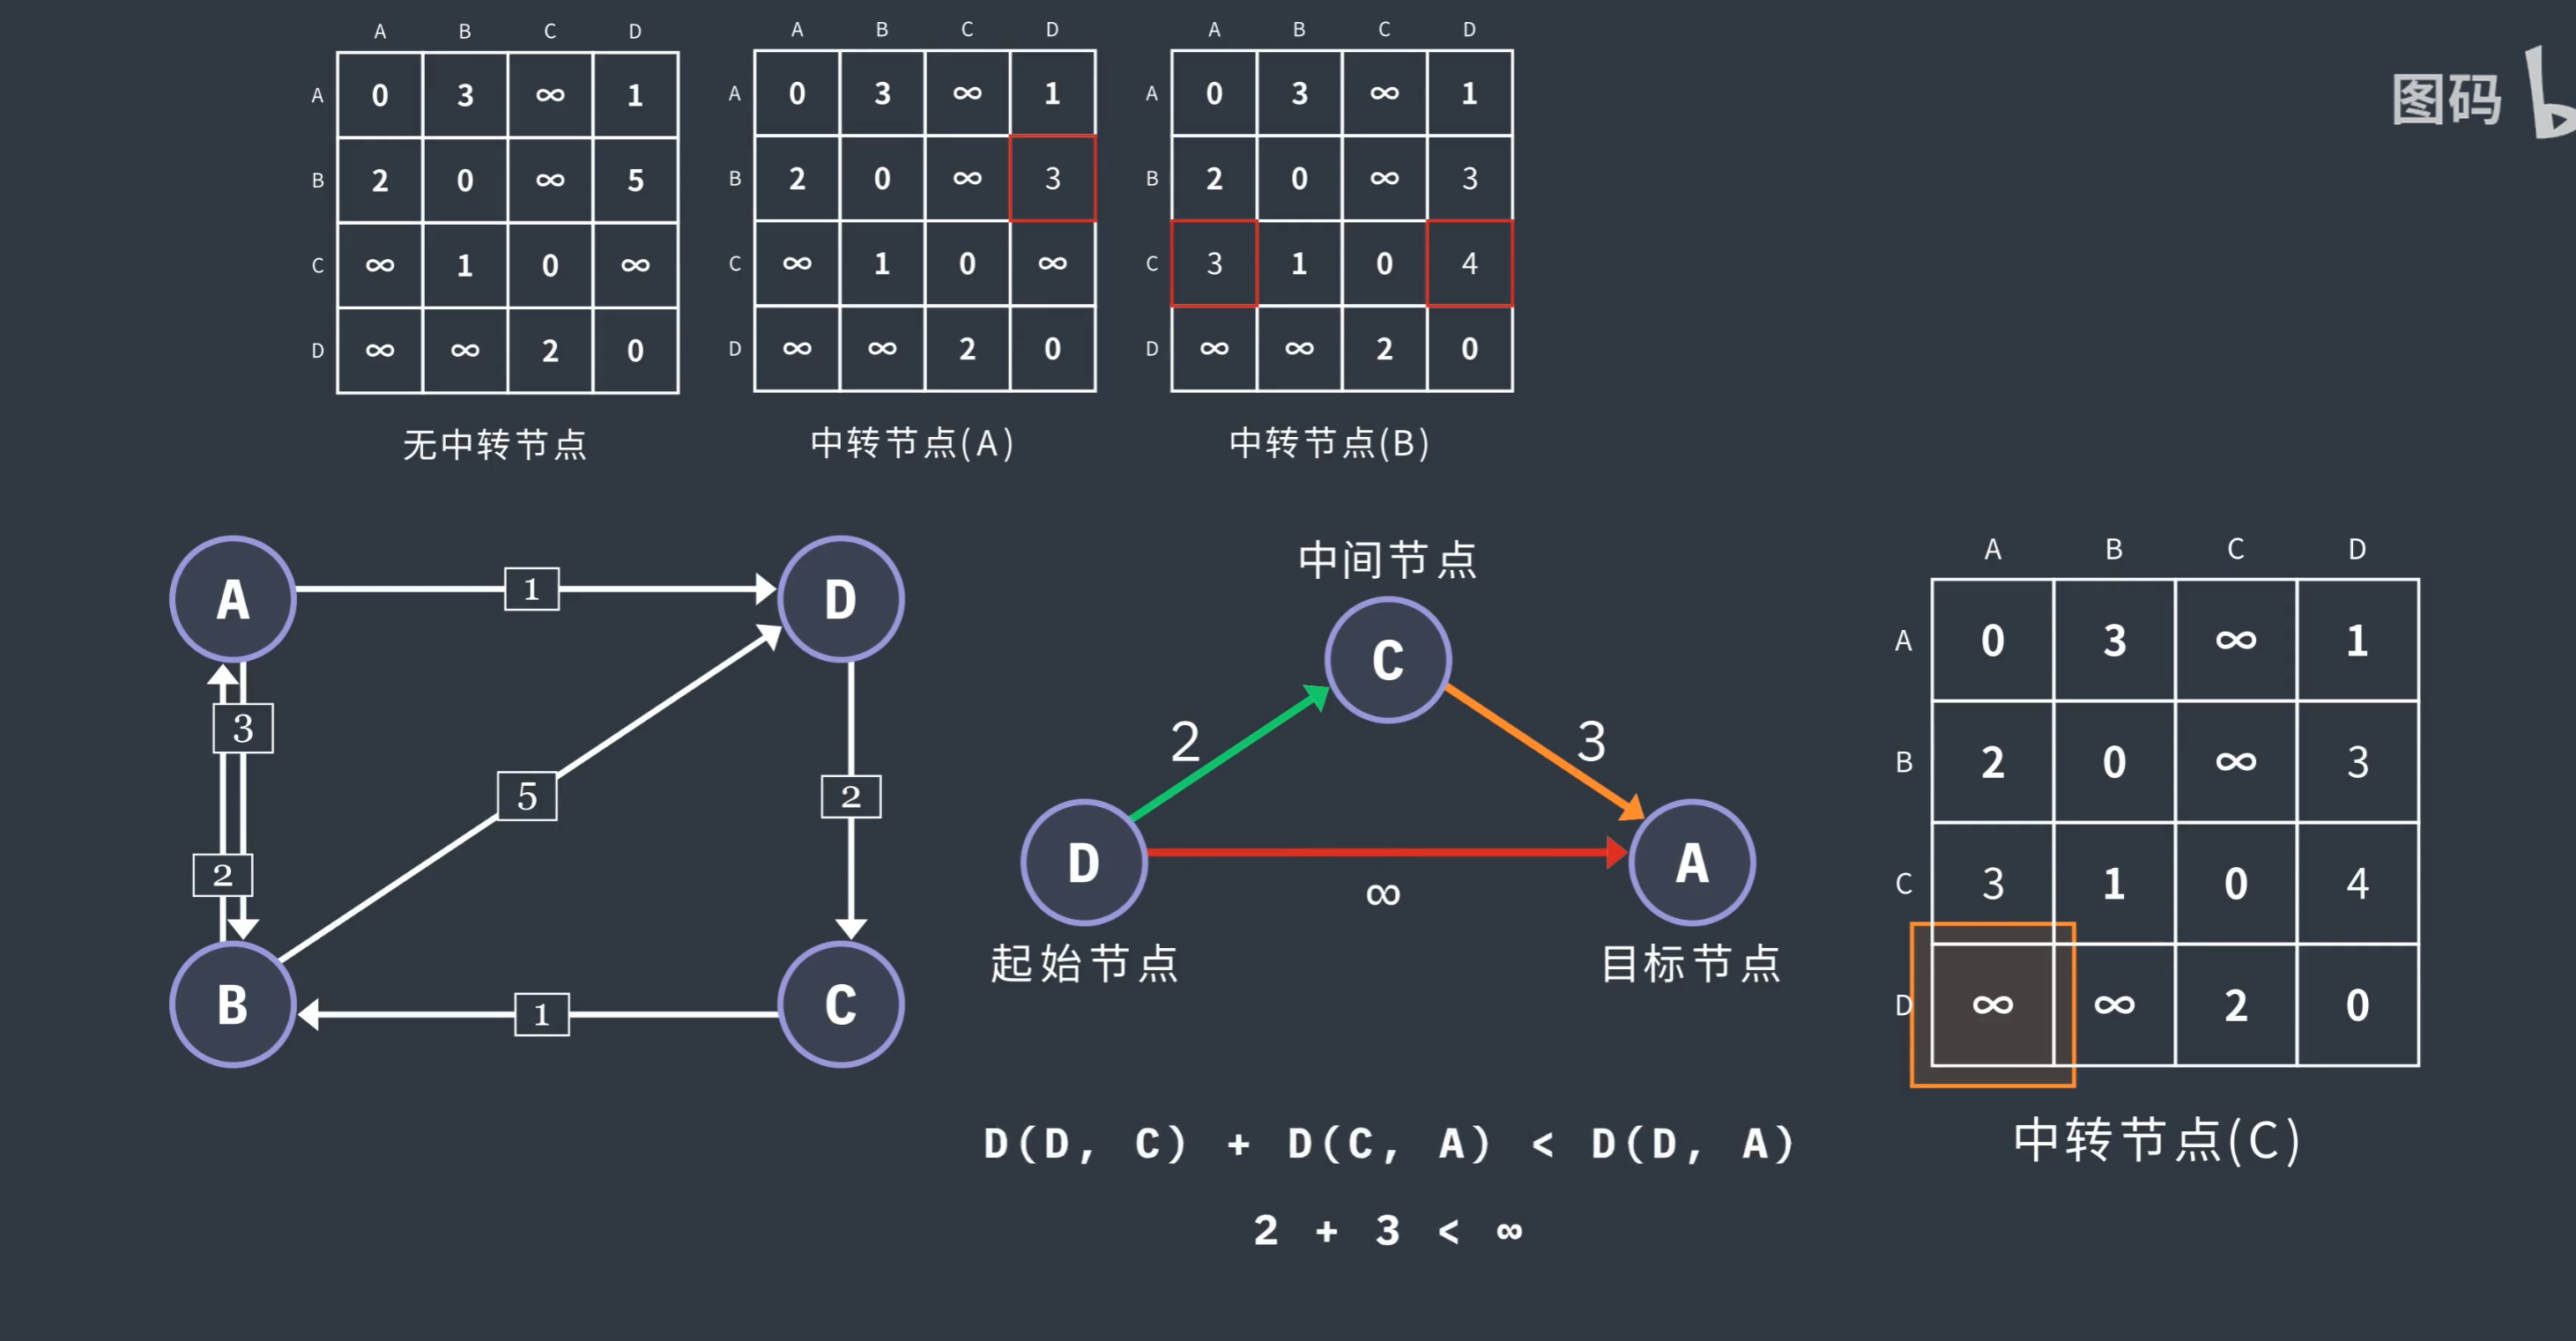 A B C D
A 0 3 ∞ 1
B 2 0 ∞ 5
C ∞ 1 0 ∞
D ∞ ∞ 2 0
无中转节点
A B C D
A 0 3 ∞ 1
B 2 0 ∞ 3
C ∞ 1 0 ∞
D ∞ ∞ 2 0
中转节点(A)
A B C D
A 0 3 ∞ 1
B 2 0 ∞ 3
C 3 1 0 4
D ∞ ∞ 2 0
中转节点(B)
图码
A 1 D
3
5
2
2
B 1 C
中间节点
C
2 3
D A
∞
起始节点 目标节点
D(D, C) + D(C, A) < D(D, A)
2 + 3 < ∞
A B C D
A 0 3 ∞ 1
B 2 0 ∞ 3
C 3 1 0 4
D ∞ ∞ 2 0
中转节点(C)